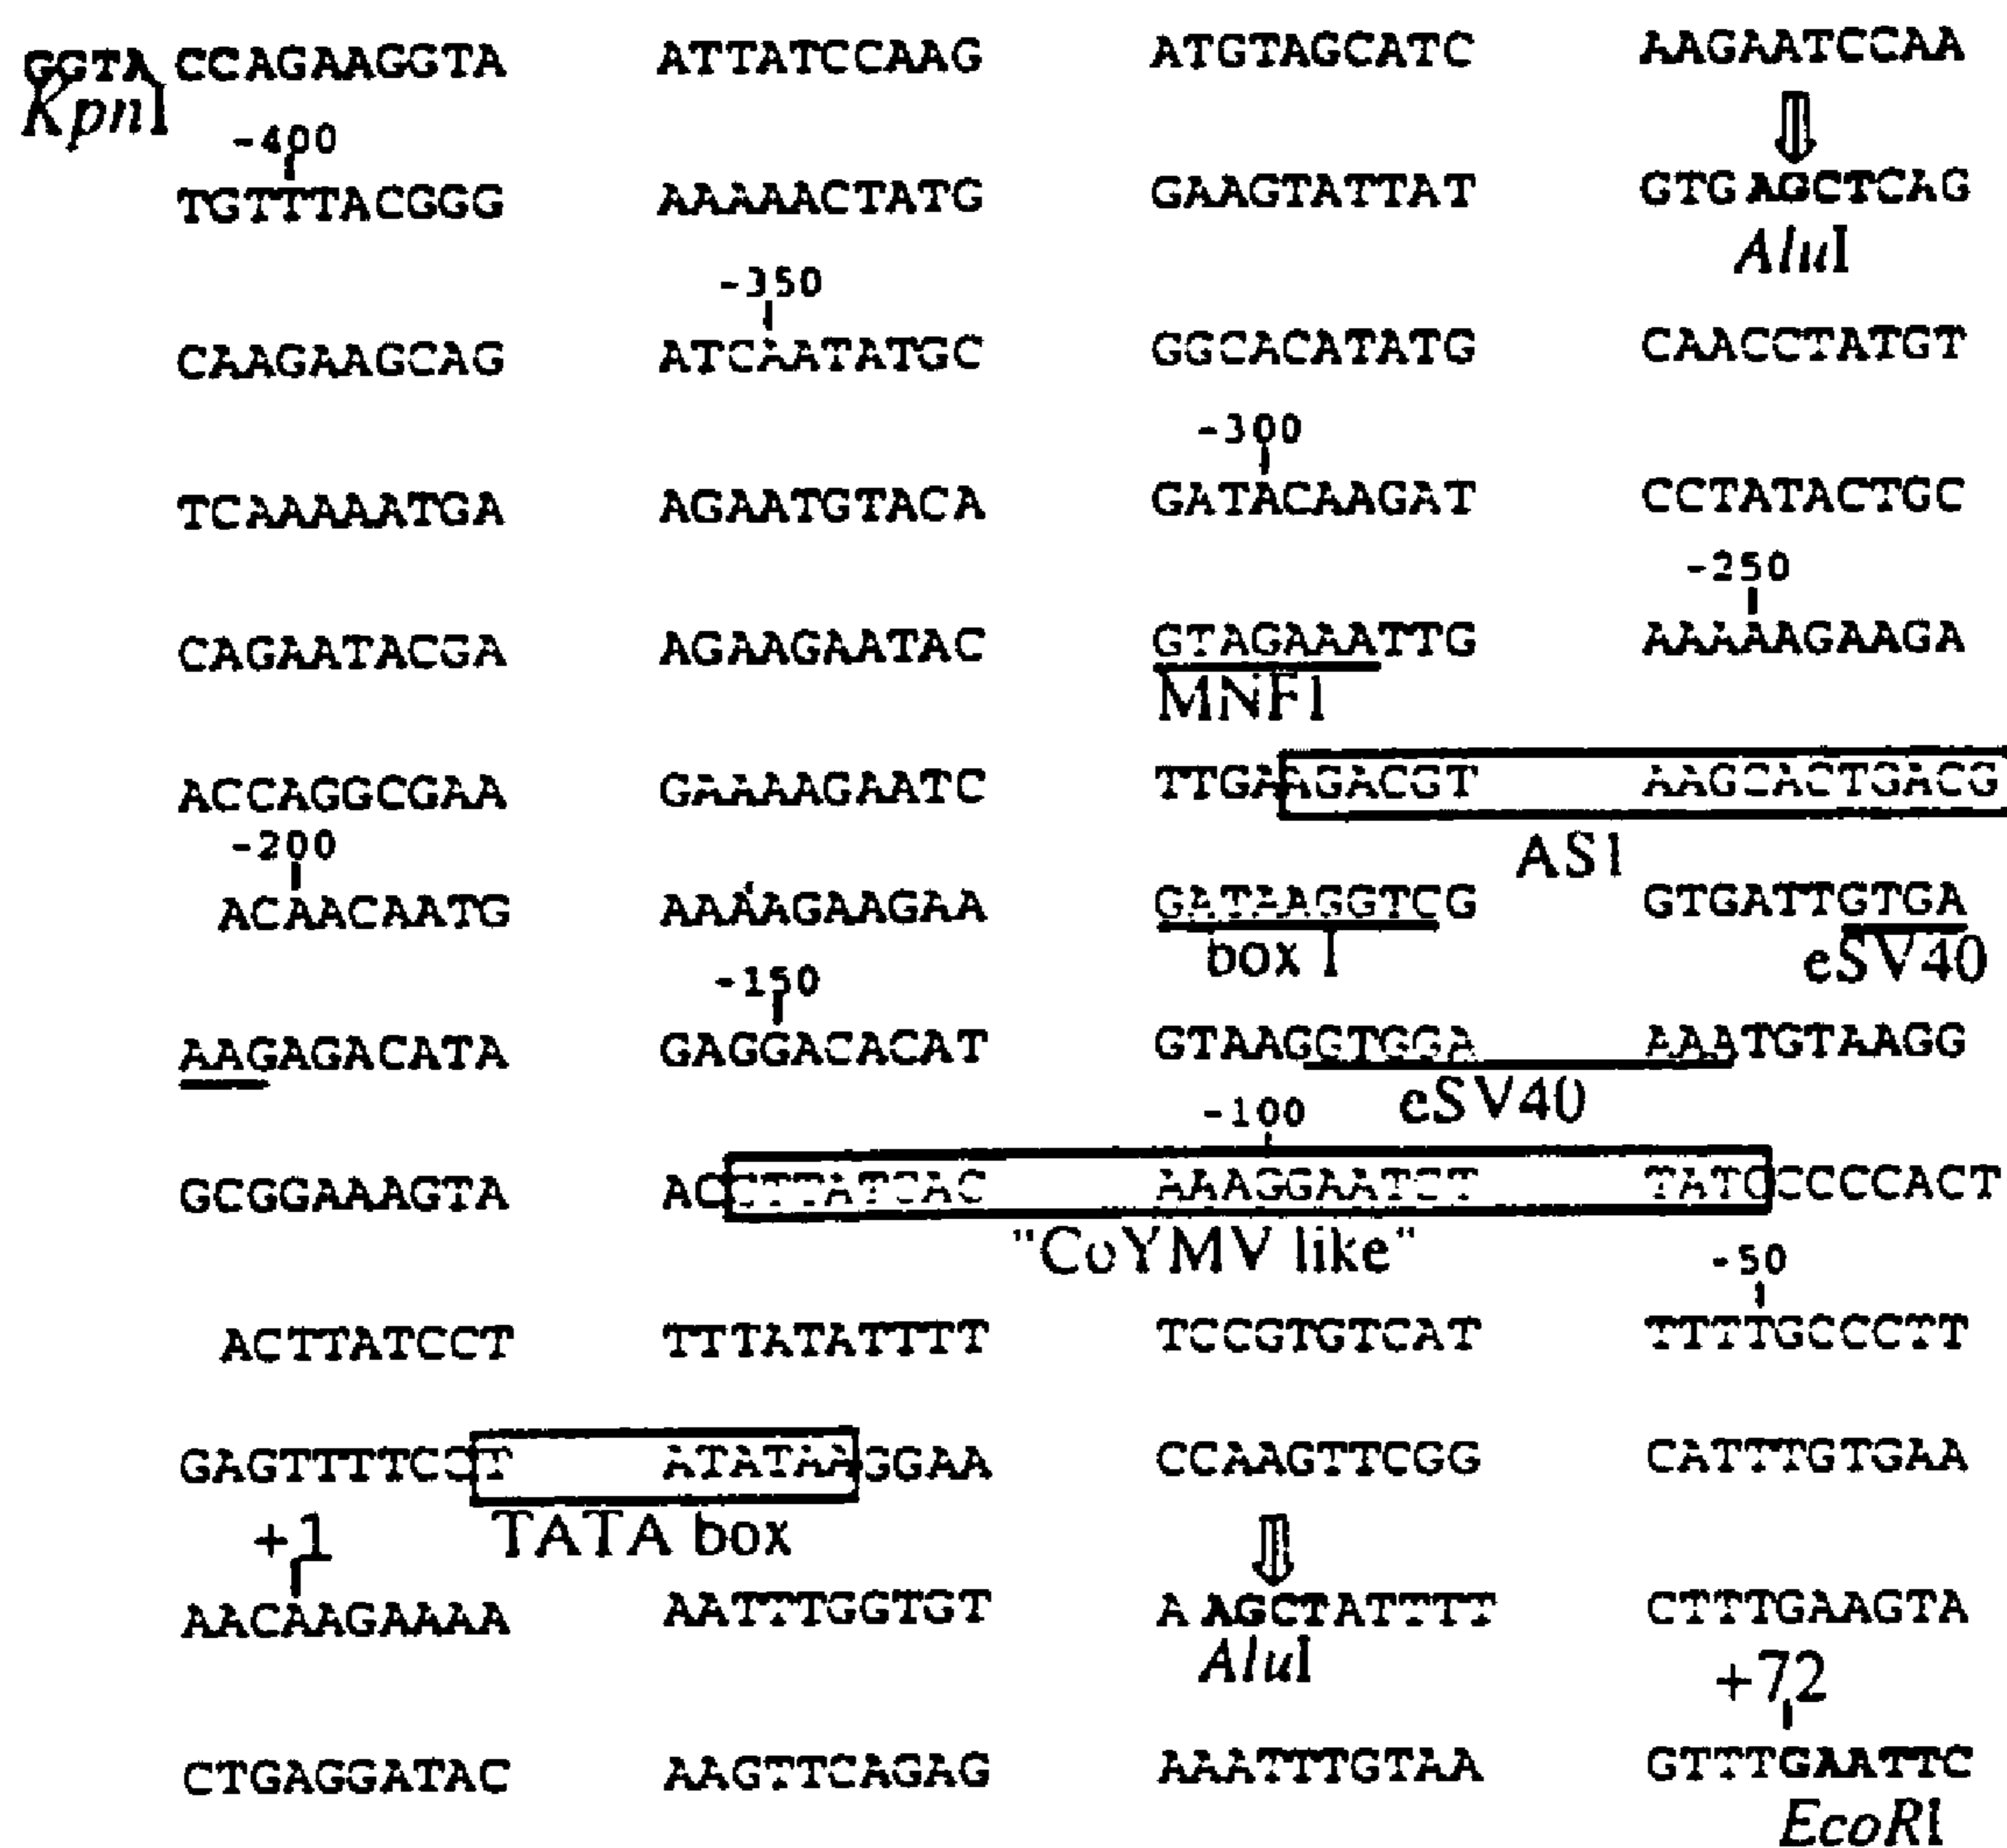 GGTA CCAGAAGGTA ATTATCCAAG ATGTAGCATC AAGAATCCAA
KpnI
-400
TGTTTACGGG AAAAACTATG GAAGTATTAT GTGAGCTCAG
AluI
-350
CAAGAAGCAG ATCAATATGC GGCACATATG CAACCTATGT
-300
TCAAAAATGA AGAATGTACA GATACAAGAT CCTATACTGC
-250
CAGAATACGA AGAAGAATAC GTAGAAATTG AAAAAGAAGA
MNF1
ACCAGGCGAA GAAAAGAATC TTGAAGACGT AAGCACTGACG
AS1
-200
ACAACAATG AAAAGAAGAA GATAAGGTCG GTGATTGTGA
box I eSV40
-150
AAGAGACATA GAGGACACAT GTAAGGTGGA AAATGTAAGG
eSV40
-100
GCGGAAAGTA ACCTTATCAC AAAGGAATCT TATCCCCCACT
"CoYMV like"
-50
ACTTATCCT TTTATATTTT TCCGTGTCAT TTTTGCCCTT
GAGTTTTCCT ATATAAGGAA CCAAGTTCGG CATTTGTGAA
TATA box
+1
AACAAGAAAA AATTTGGTGT A AGCTATTTT CTTTGAAGTA
AluI
+72
CTGAGGATAC AAGTTCAGAG AAATTTGTAA GTTTGAATTC
EcoRI